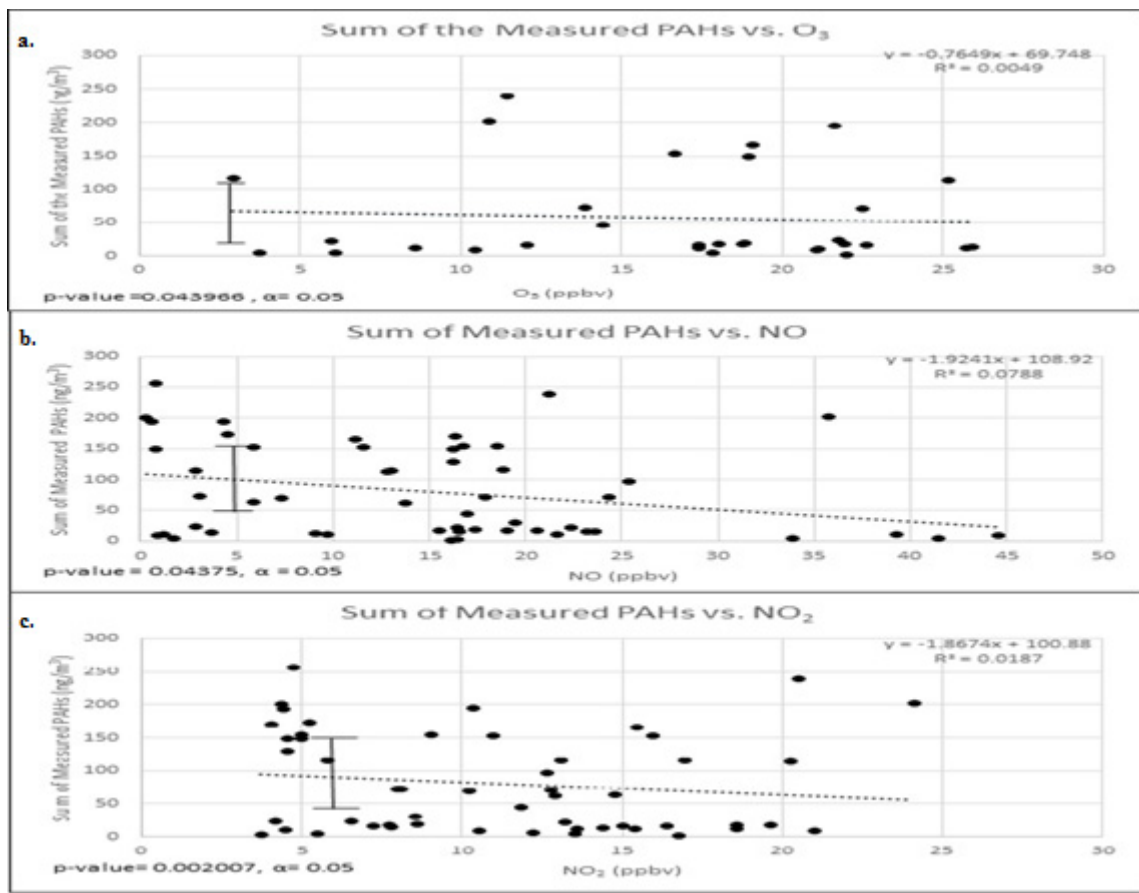 a.
Sum of the Measured PAHs vs. O₃
y = -0.7649x + 69.748
R² = 0.0049
Sum of the Measured PAHs (ng/m³)
300
250
200
150
100
50
0
0 5 10 15 20 25 30
O₃ (ppbv)
p-value =0.043966 , α= 0.05
b.
Sum of Measured PAHs vs. NO
y = -1.9241x + 108.92
R² = 0.0788
Sum of Measured PAHs (ng/m³)
300
250
200
150
100
50
0
0 5 10 15 20 25 30 35 40 45 50
NO (ppbv)
p-value = 0.04375, α = 0.05
c.
Sum of Measured PAHs vs. NO₂
y = -1.8674x + 100.88
R² = 0.0187
Sum of Measured PAHs (ng/m³)
300
250
200
150
100
50
0
0 5 10 15 20 25 30
NO₂ (ppbv)
p-value= 0.002007, α= 0.05